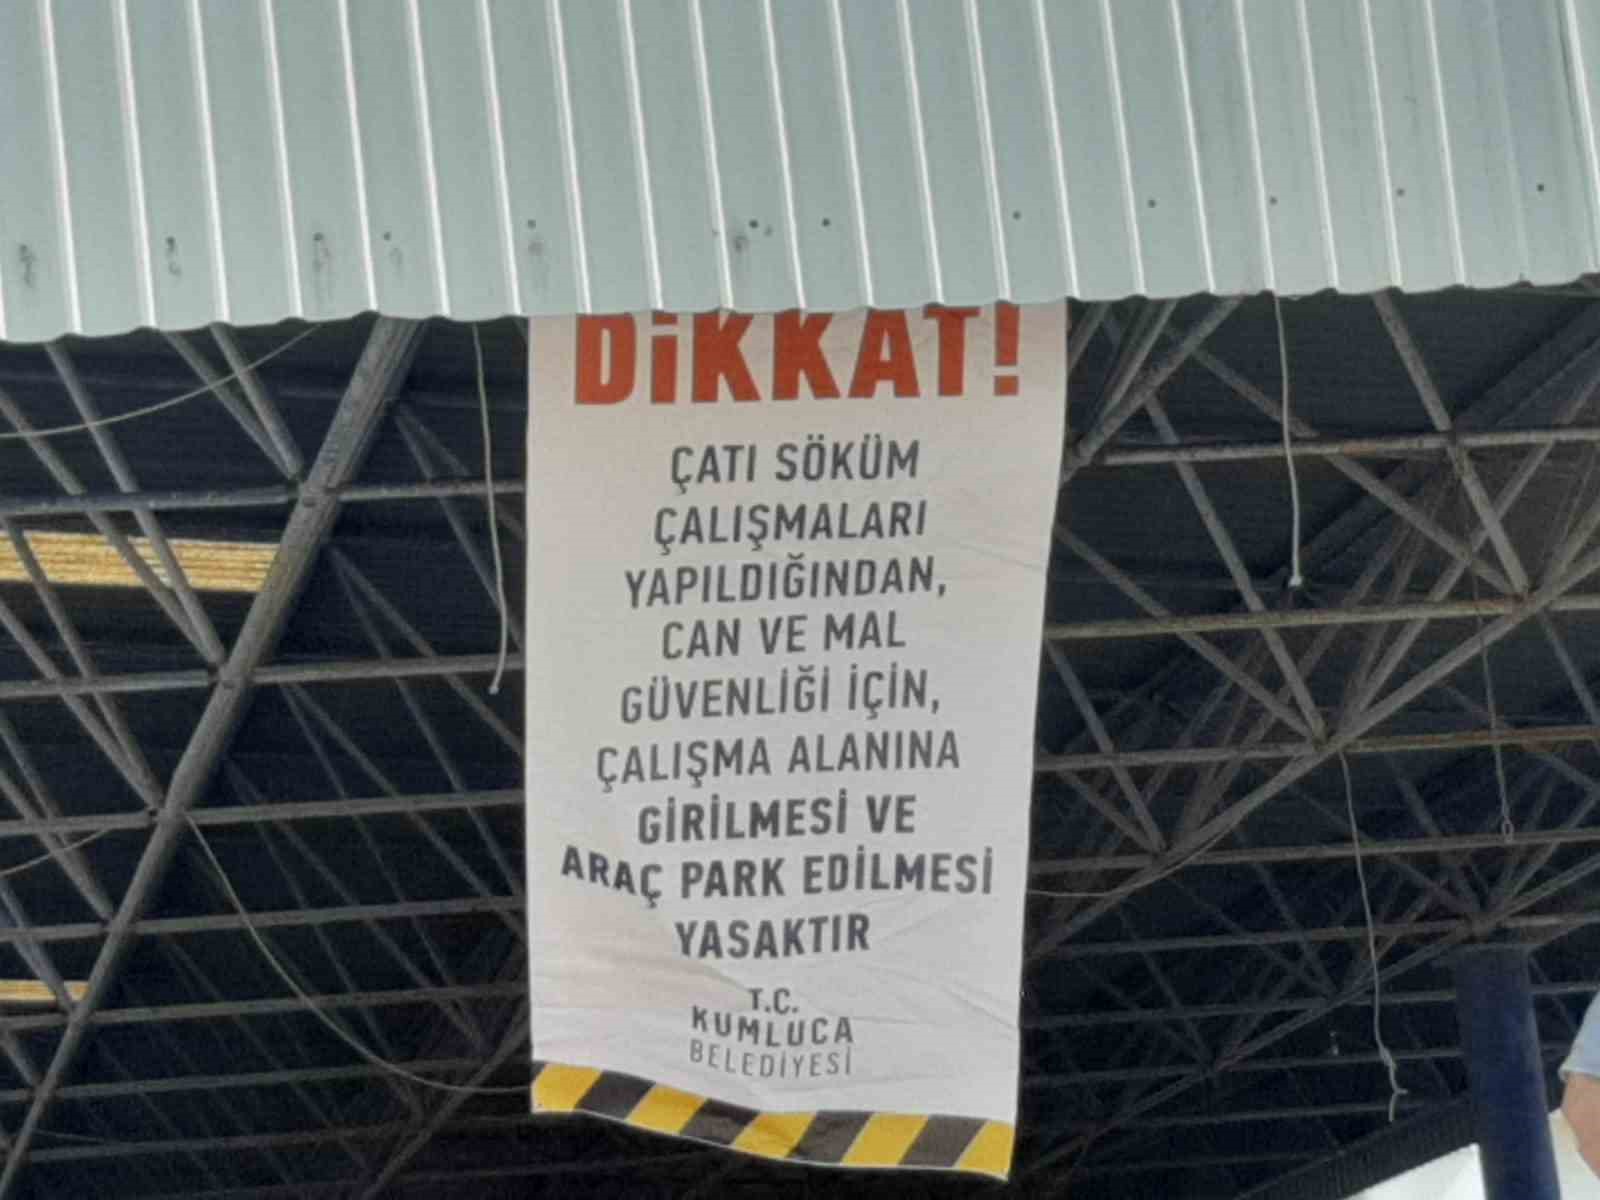 DİKKAT!
ÇATI SÖKÜM
ÇALIŞMALARI
YAPILDIĞINDAN,
CAN VE MAL
GÜVENLİĞİ İÇİN,
ÇALIŞMA ALANINA
GİRİLMESİ VE
ARAÇ PARK EDİLMESİ
YASAKTIR
T.C.
KUMLUCA
BELEDİYESİ